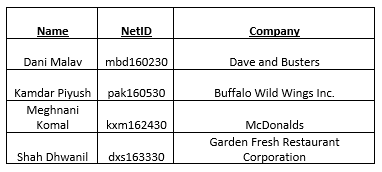 Name NetID Company
Dani Malav mbd160230 Dave and Busters
Kamdar Piyush pak160530 Buffalo Wild Wings Inc.
Meghnani
Komal kxm162430 McDonalds
Shah Dhwanil dxs163330 Garden Fresh Restaurant
Corporation